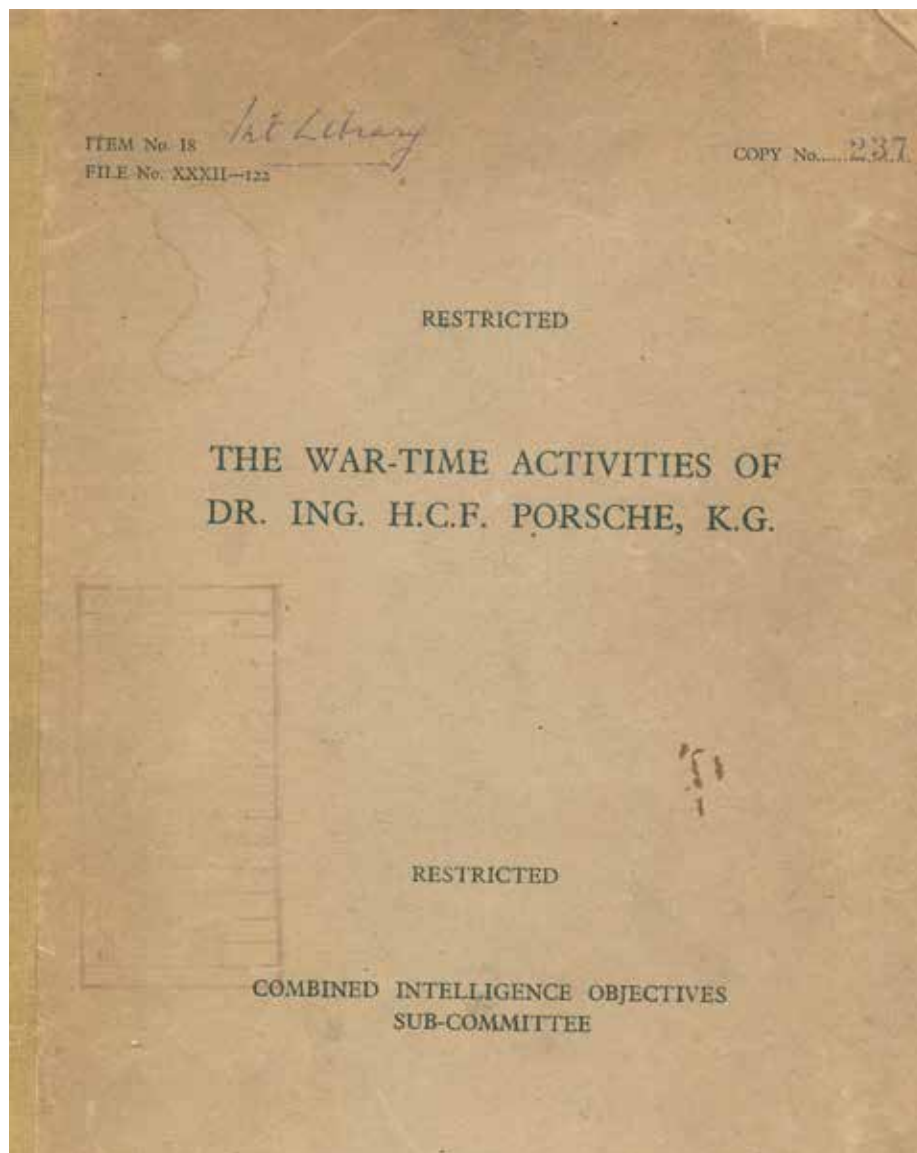 ITEM No. 18
Library
FILE No. XXXII—122
COPY No..... 237
RESTRICTED
THE WAR-TIME ACTIVITIES OF
DR. ING. H.C.F. PORSCHE, K.G.
RESTRICTED
COMBINED INTELLIGENCE OBJECTIVES
SUB-COMMITTEE